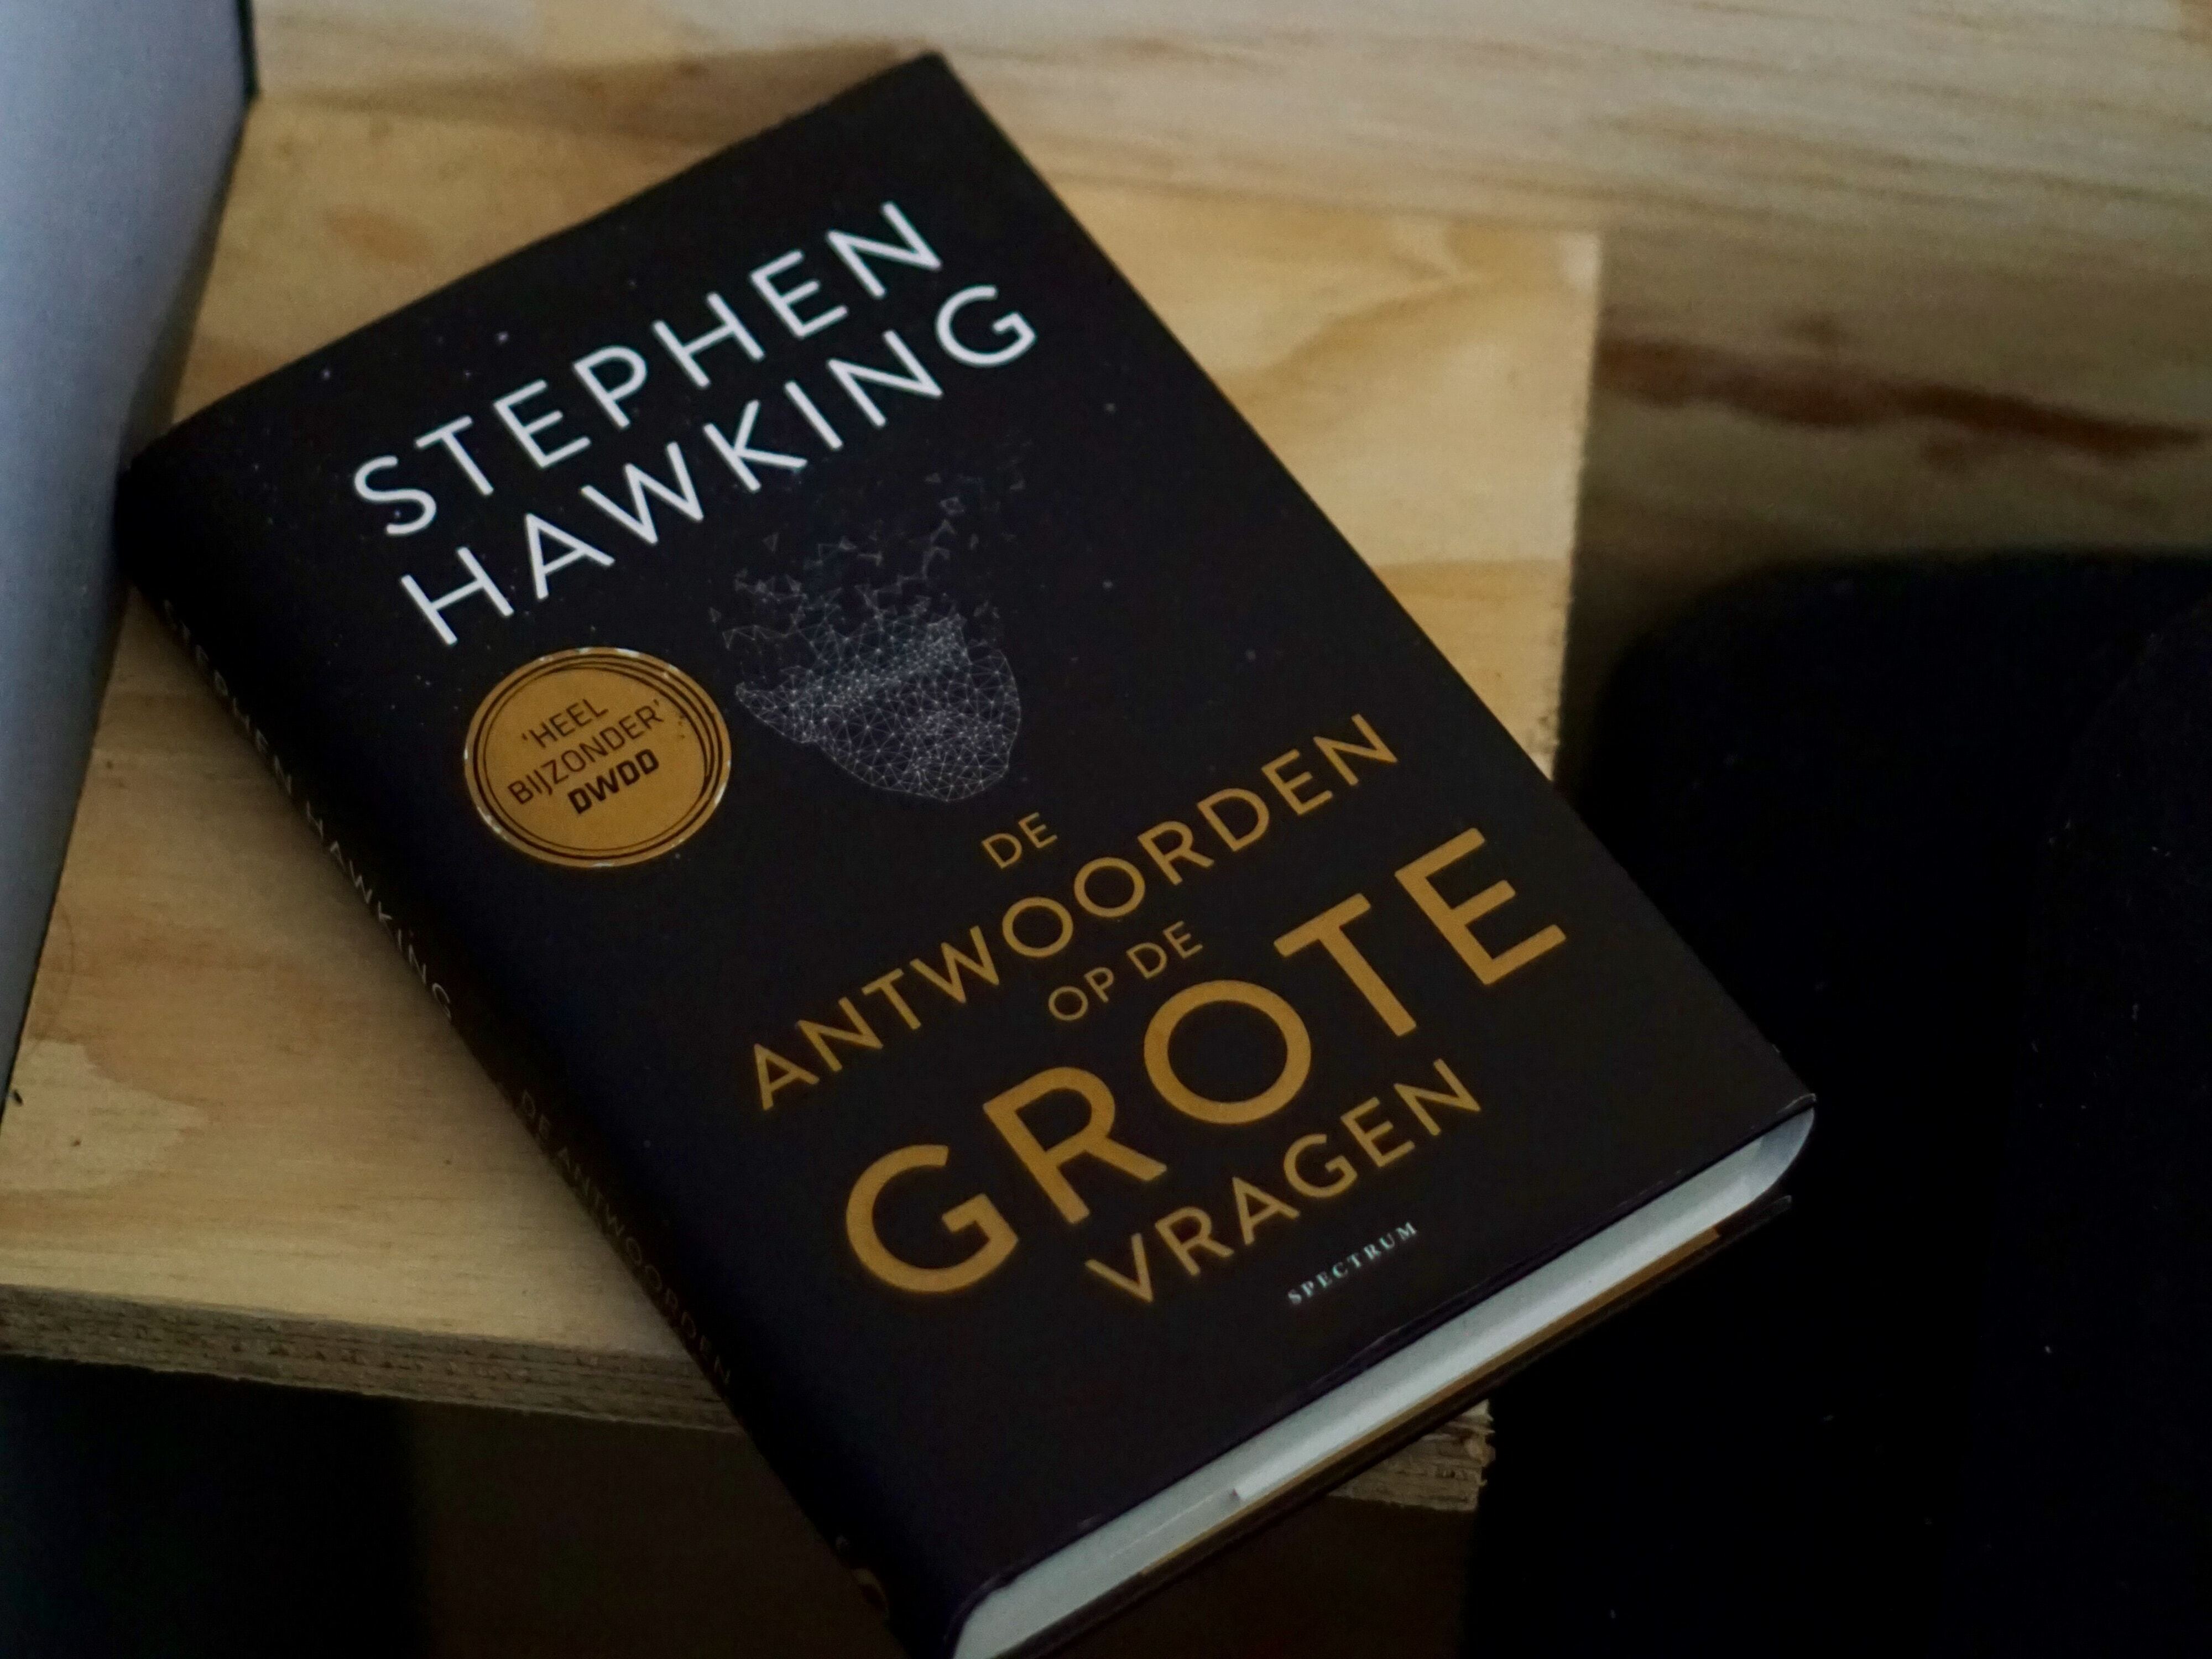 STEPHEN
HAWKING
'HEEL
BIJZONDER'
DWDD
DE
ANTWOORDEN
OP DE
GROTE
VRAGEN
SPECTRUM
STEPHEN HAWKING DE ANTWOORDEN